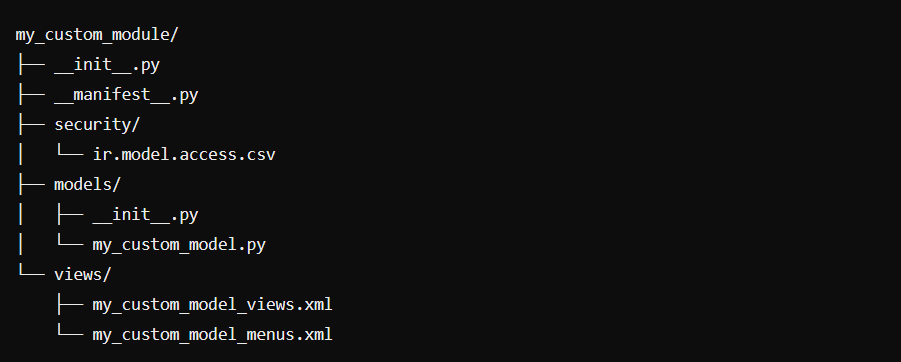 my_custom_module/
├── __init__.py
├── __manifest__.py
├── security/
│   └── ir.model.access.csv
├── models/
│   ├── __init__.py
│   └── my_custom_model.py
└── views/
    ├── my_custom_model_views.xml
    └── my_custom_model_menus.xml